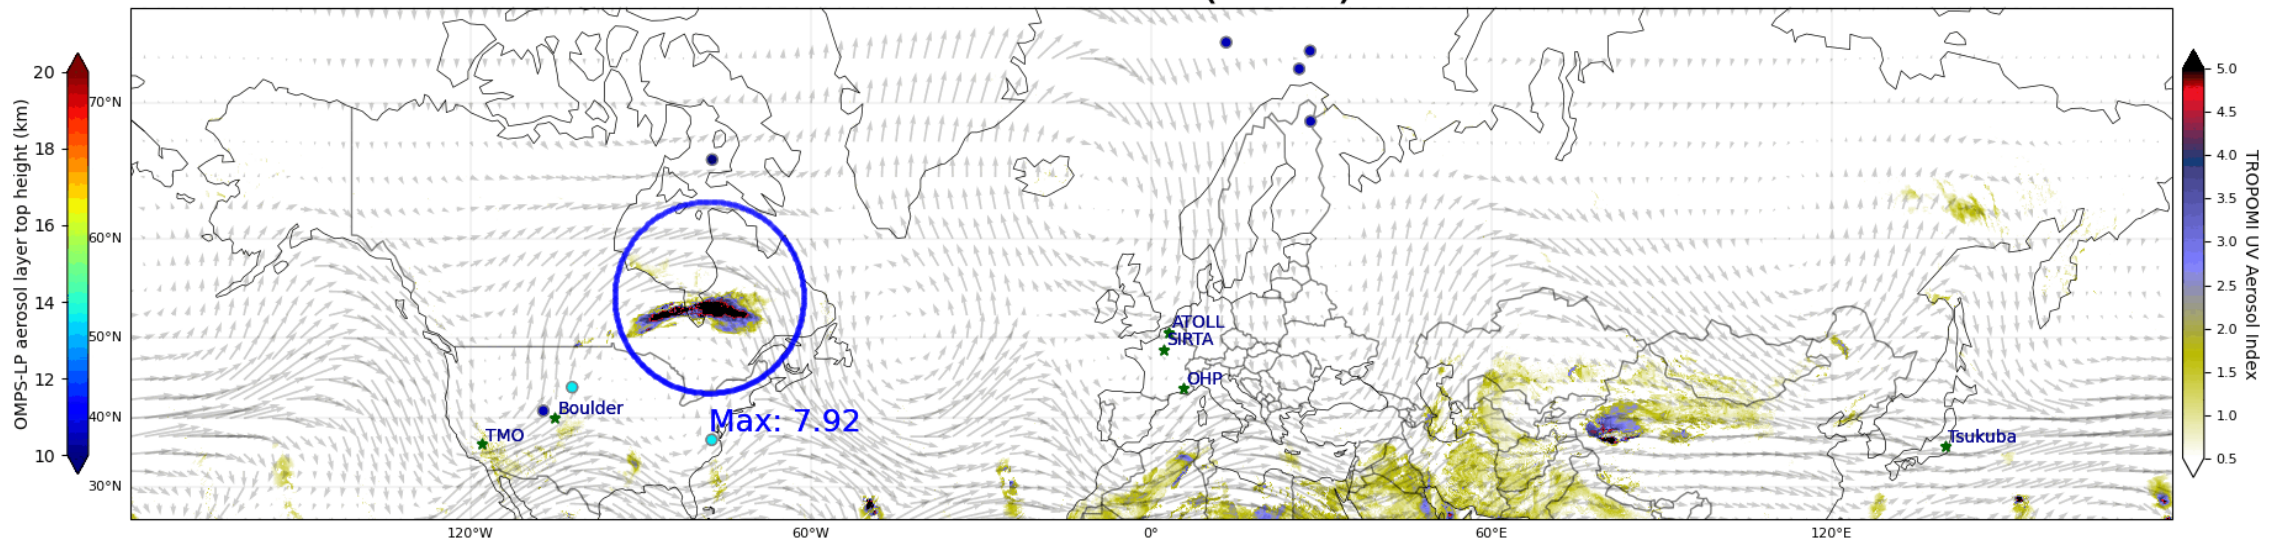 OMPS-LP aerosol layer top height (km)
20
18
16
14
12
10
70°N
60°N
50°N
40°N
30°N
120°W
60°W
0°
60°E
120°E
Max: 7.92
Boulder
TMO
ATOLL
SIRTA
OHP
Tsukuba
5.0
4.5
4.0
3.5
3.0
2.5
2.0
1.5
1.0
0.5
TROPOMI UV Aerosol Index